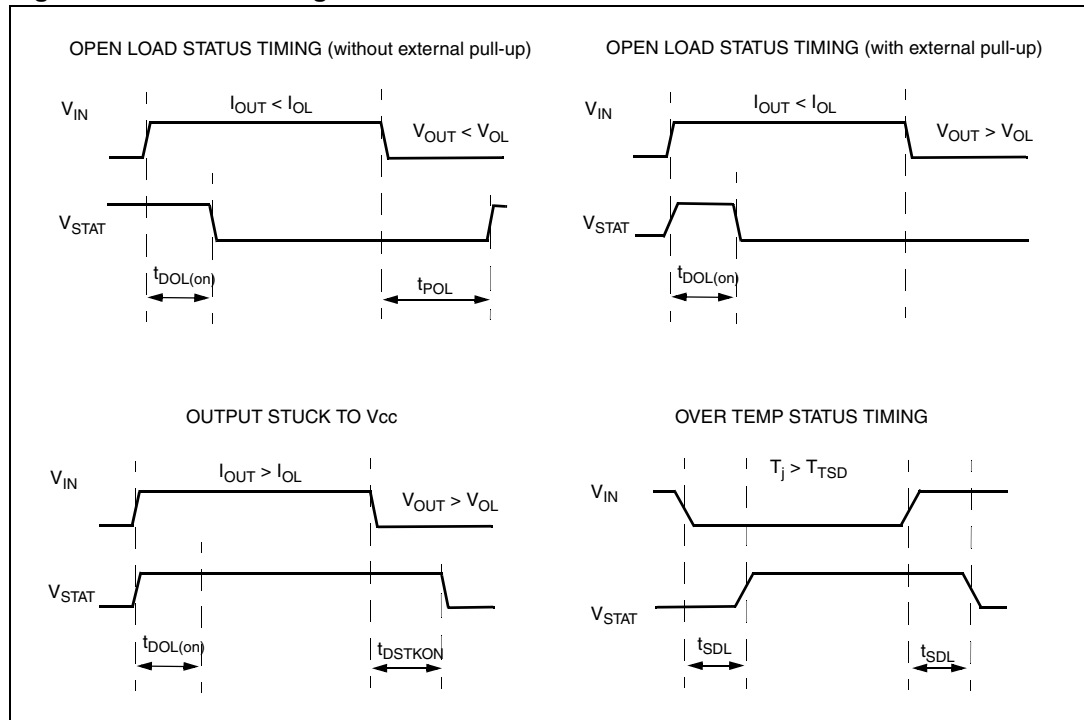 OPEN LOAD STATUS TIMING (without external pull-up)
VIN
IOUT < IOL
VOUT < VOL
VSTAT
tDOL(on)
tPOL
OPEN LOAD STATUS TIMING (with external pull-up)
VIN
IOUT < IOL
VOUT > VOL
VSTAT
tDOL(on)
OUTPUT STUCK TO Vcc
VIN
IOUT > IOL
VOUT > VOL
VSTAT
tDOL(on)
tDSTKON
OVER TEMP STATUS TIMING
VIN
Tj > TTSD
VSTAT
tSDL
tSDL